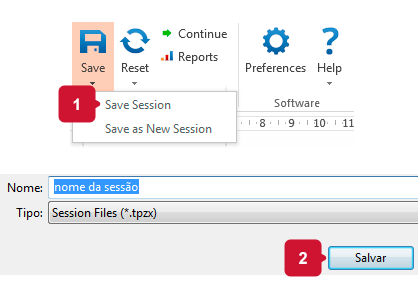 Save
Reset
Continue
Reports
Preferences
Help
1
Save Session
Save as New Session
Software
8 9 10 11
Nome:
nome da sessão
Tipo:
Session Files (*.tpzx)
2
Salvar